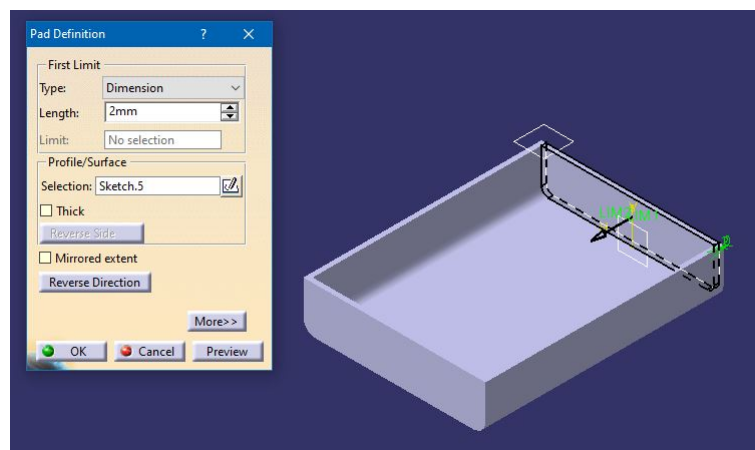 Pad Definition ? ×
First Limit
Type: Dimension
Length: 2mm
Limit: No selection
Profile/Surface
Selection: Sketch.5
Thick
Reverse Side
Mirrored extent
Reverse Direction
More>>
OK Cancel Preview